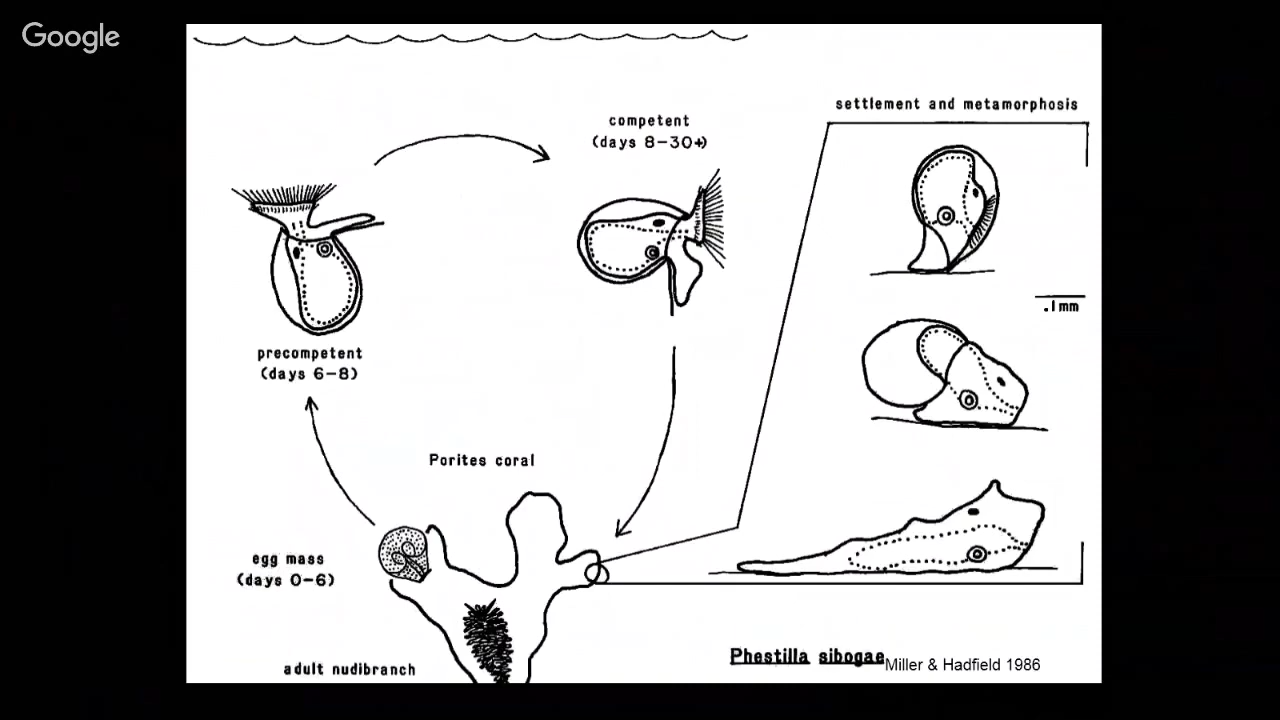 Google
settlement and metamorphosis
competent
(days 8-30+)
.1mm
precompetent
(days 6-8)
Porites coral
egg mass
(days 0-6)
adult nudibranch
Phestilla sibogae
Miller & Hadfield 1986